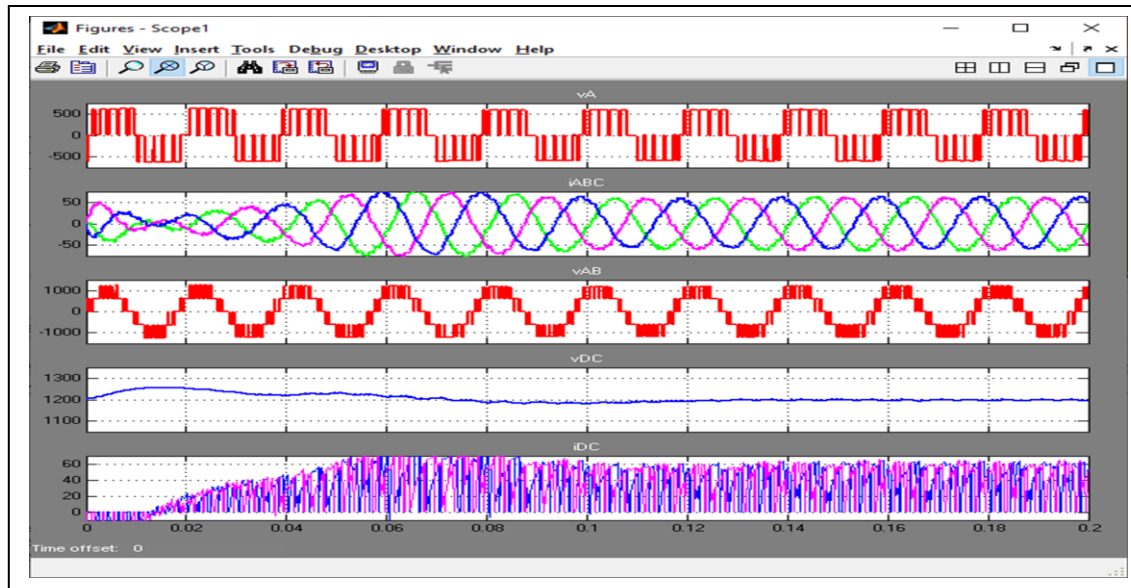 Figures - Scope1
File Edit View Insert Tools Debug Desktop Window Help
vA
500
0
-500
iABC
50
0
-50
vAB
1000
0
-1000
vDC
1300
1200
1100
iDC
60
40
20
0
0 0.02 0.04 0.06 0.08 0.1 0.12 0.14 0.16 0.18 0.2
Time offset: 0